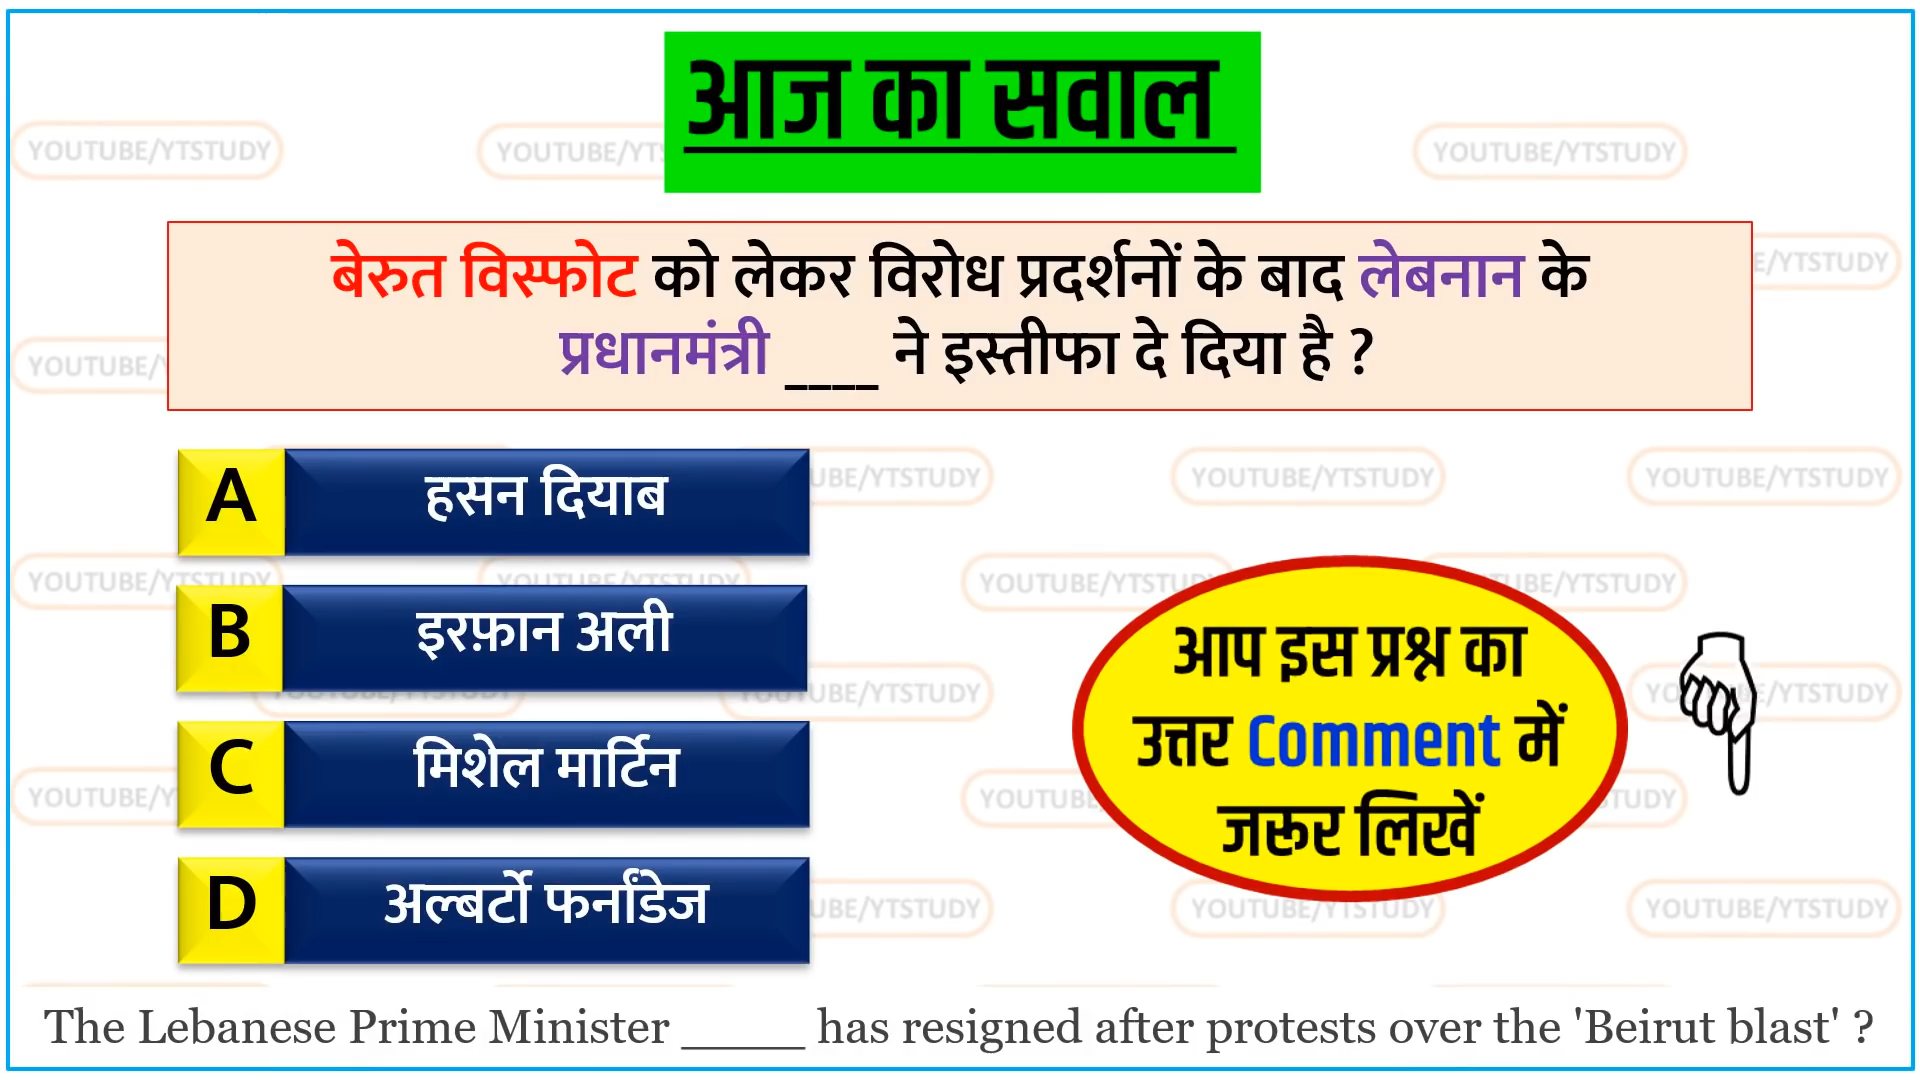 आज का सवाल
बेरुत विस्फोट को लेकर विरोध प्रदर्शनों के बाद लेबनान के
प्रधानमंत्री ____ ने इस्तीफा दे दिया है ?
A हसन दियाब
B इरफ़ान अली
C मिशेल मार्टिन
D अल्बर्टो फर्नांडेज
आप इस प्रश्न का
उत्तर Comment में
जरूर लिखें
The Lebanese Prime Minister _____ has resigned after protests over the 'Beirut blast' ?
YOUTUBE/YTSTUDY